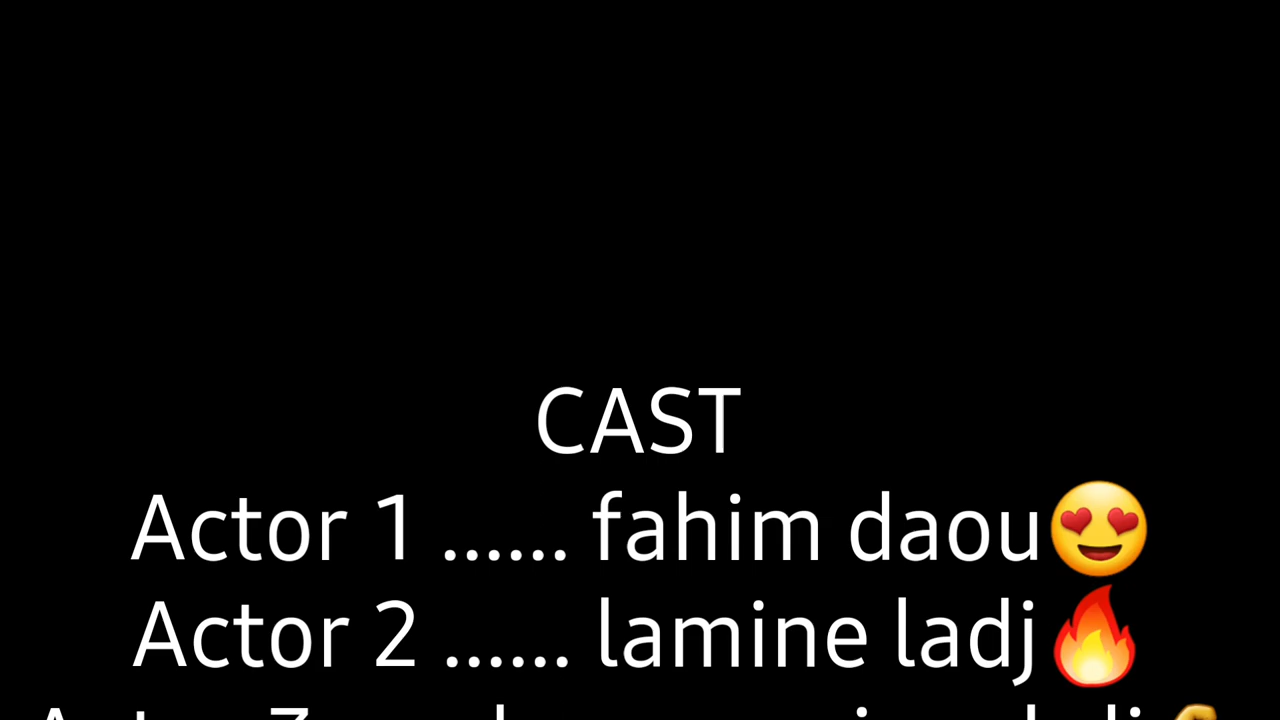 CAST
Actor 1 ...... fahim daou😍
Actor 2 ...... lamine ladj🔥